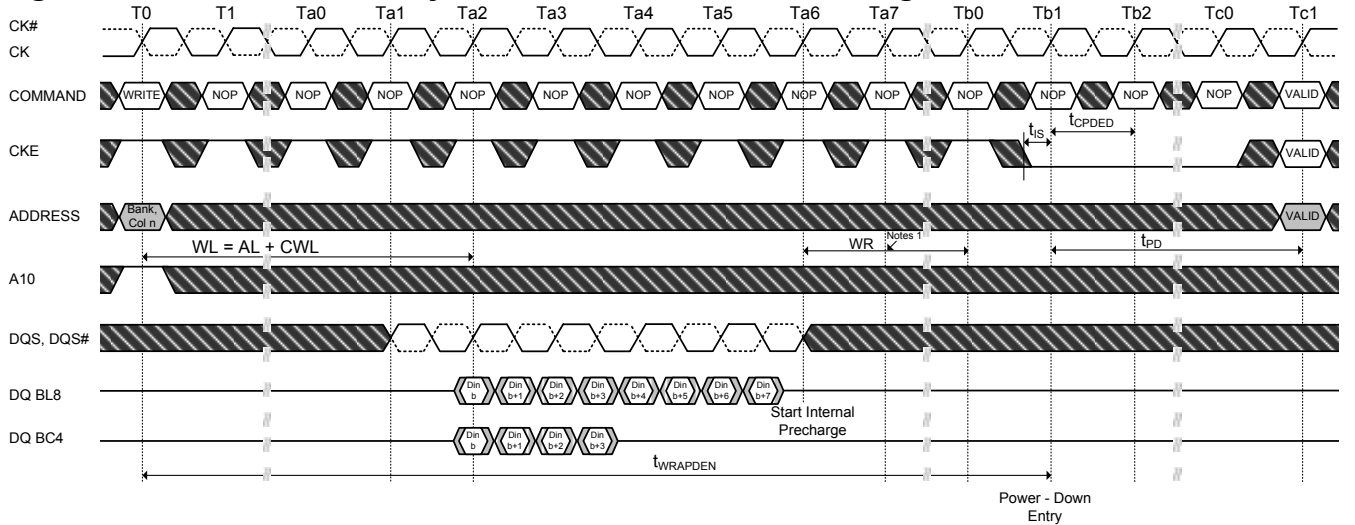 T0 T1 Ta0 Ta1 Ta2 Ta3 Ta4 Ta5 Ta6 Ta7 Tb0 Tb1 Tb2 Tc0 Tc1
CK#
CK
COMMAND WRITE NOP NOP NOP NOP NOP NOP NOP NOP NOP NOP NOP NOP NOP VALID
tIS tCPDED
CKE VALID
ADDRESS Bank, Col n VALID
WL = AL + CWL WR Notes 1 tPD
A10
DQS, DQS#
DQ BL8 Din b Din b+1 Din b+2 Din b+3 Din b+4 Din b+5 Din b+6 Din b+7
Start Internal
Precharge
DQ BC4 Din b Din b+1 Din b+2 Din b+3
tWRAPDEN
Power - Down
Entry